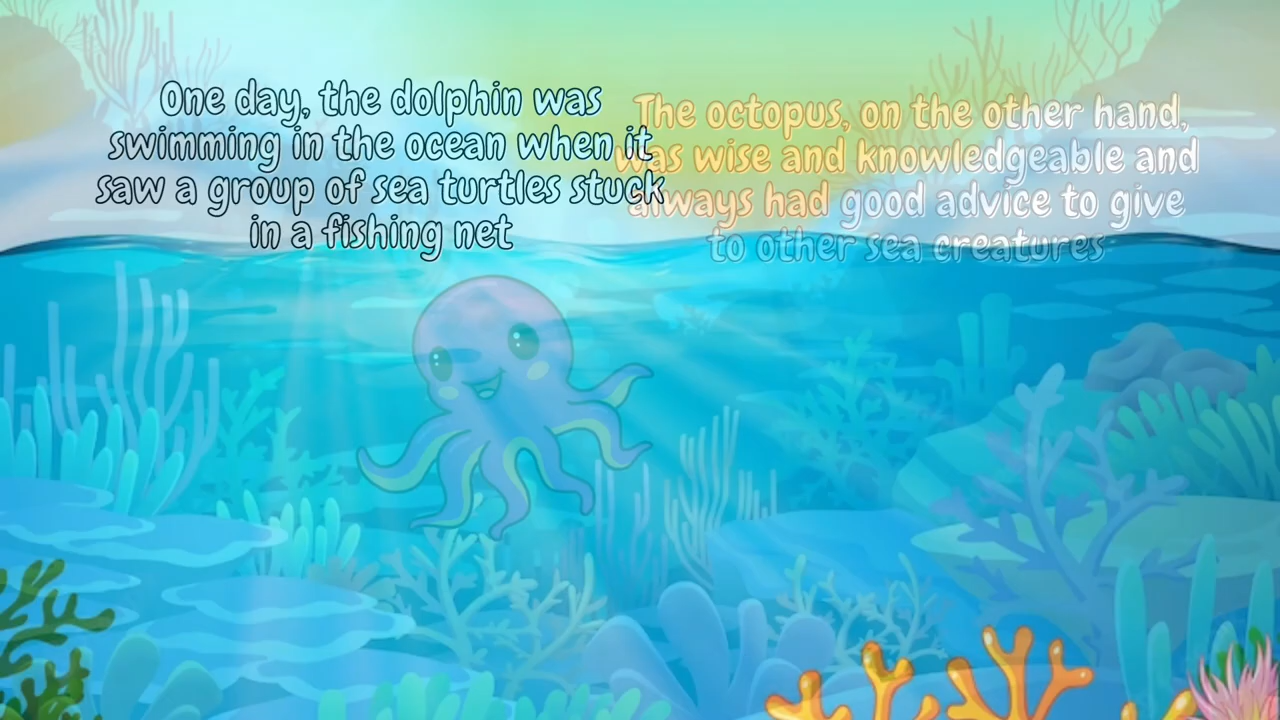 One day, the dolphin was
swimming in the ocean when it
saw a group of sea turtles stuck
in a fishing net
The octopus, on the other hand,
was wise and knowledgeable and
always had good advice to give
to other sea creatures